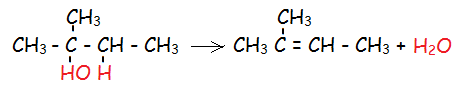 CH₃ CH₃
CH₃ - C - CH - CH₃ → CH₃ C = CH - CH₃ + H₂O
HO H